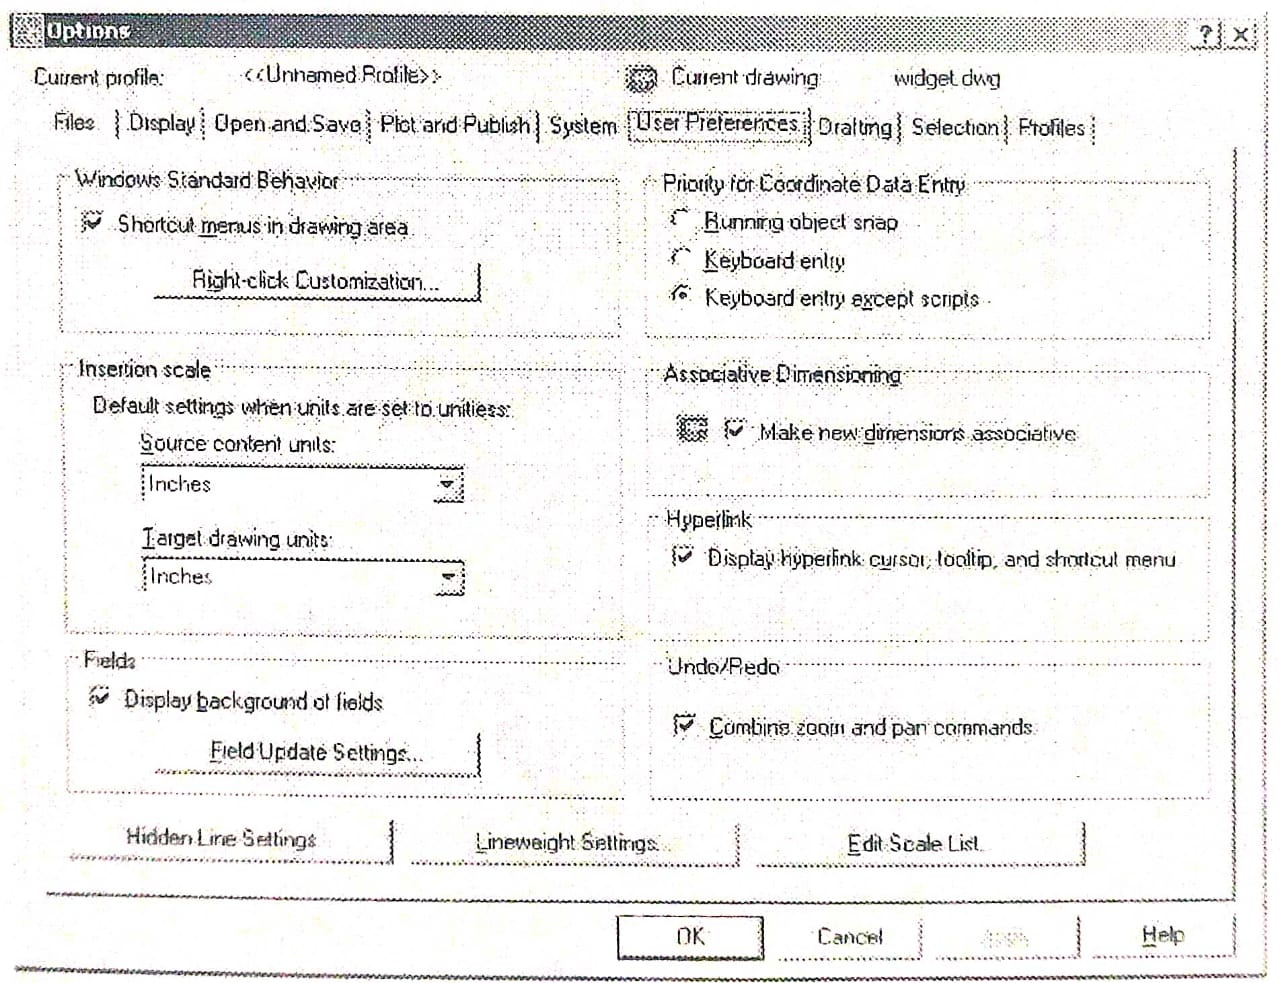 Options
Current profile: <<Unnamed Profile>> Current drawing: widget.dwg
Files Display Open and Save Plot and Publish System User Preferences Drafting Selection Profiles
Windows Standard Behavior
Shortcut menus in drawing area
Right-click Customization...
Insertion scale
Default settings when units are set to unitless:
Source content units:
Inches
Target drawing units:
Inches
Fields
Display background of fields
Field Update Settings...
Priority for Coordinate Data Entry
Running object snap
Keyboard entry
Keyboard entry except scripts
Associative Dimensioning
Make new dimensions associative
Hyperlink
Display hyperlink cursor, tooltip, and shortcut menu
Undo/Redo
Combine zoom and pan commands
Hidden Line Settings Lineweight Settings... Edit Scale List.
OK Cancel Apply Help